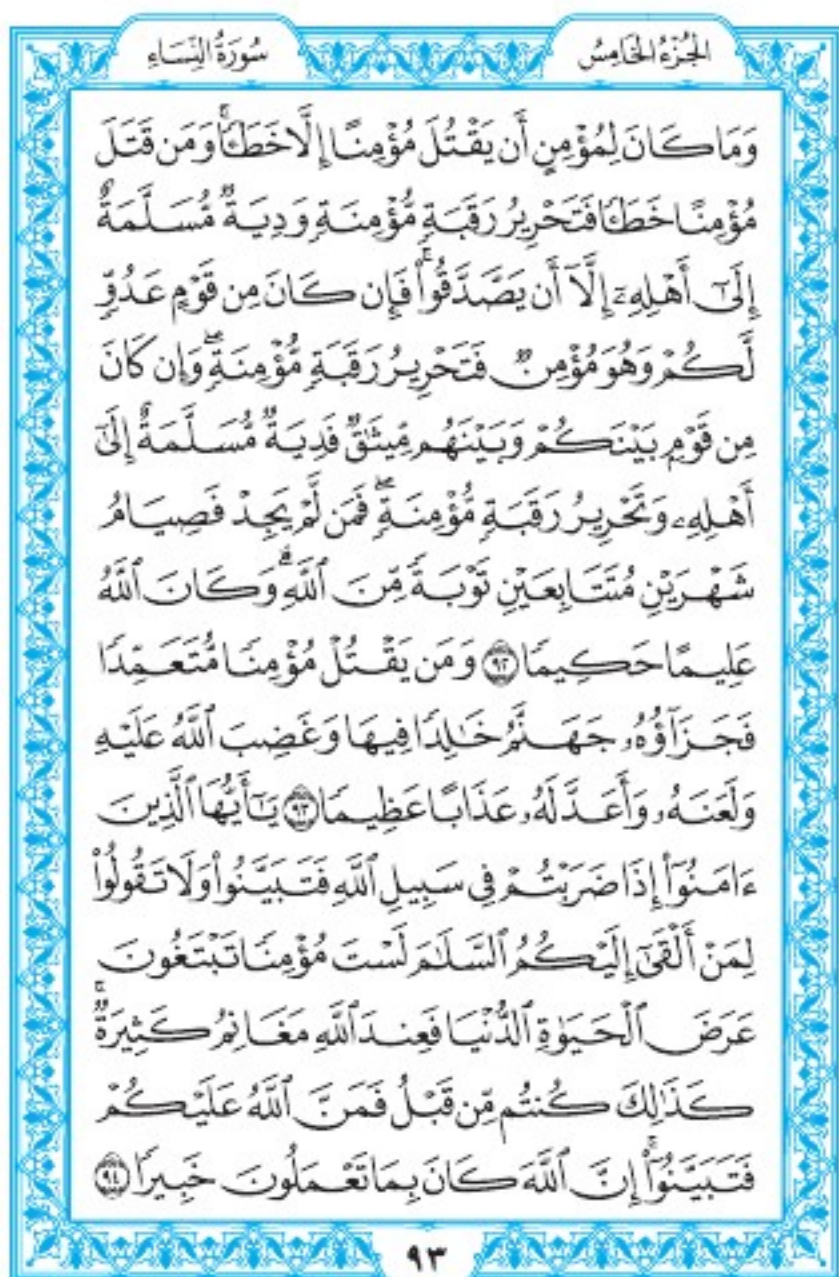 الجُزْءُ الخَامِسُ
سُورَةُ النِّسَاءِ
وَمَا كَانَ لِمُؤْمِنٍ أَن يَقْتُلَ مُؤْمِنًا إِلَّا خَطَـًٔاۚ وَمَن قَتَلَ
مُؤْمِنًا خَطَـًٔا فَتَحْرِيرُ رَقَبَةٍ مُّؤْمِنَةٍ وَدِيَةٌ مُّسَلَّمَةٌ
إِلَىٰٓ أَهْلِهِۦٓ إِلَّآ أَن يَصَّدَّقُوا۟ۚ فَإِن كَانَ مِن قَوْمٍ عَدُوٍّ
لَّكُمْ وَهُوَ مُؤْمِنٌ فَتَحْرِيرُ رَقَبَةٍ مُّؤْمِنَةٍۖ وَإِن كَانَ
مِن قَوْمٍ بَيْنَكُمْ وَبَيْنَهُم مِّيثَٰقٌ فَدِيَةٌ مُّسَلَّمَةٌ إِلَىٰٓ
أَهْلِهِۦ وَتَحْرِيرُ رَقَبَةٍ مُّؤْمِنَةٍۖ فَمَن لَّمْ يَجِدْ فَصِيَامُ
شَهْرَيْنِ مُتَتَابِعَيْنِ تَوْبَةً مِّنَ ٱللَّهِۗ وَكَانَ ٱللَّهُ
عَلِيمًا حَكِيمًا ٩٢ وَمَن يَقْتُلْ مُؤْمِنًا مُّتَعَمِّدًا
فَجَزَآؤُهُۥ جَهَنَّمُ خَٰلِدًا فِيهَا وَغَضِبَ ٱللَّهُ عَلَيْهِ
وَلَعَنَهُۥ وَأَعَدَّ لَهُۥ عَذَابًا عَظِيمًا ٩٣ يَٰٓأَيُّهَا ٱلَّذِينَ
ءَامَنُوٓا۟ إِذَا ضَرَبْتُمْ فِى سَبِيلِ ٱللَّهِ فَتَبَيَّنُوا۟ وَلَا تَقُولُوا۟
لِمَنْ أَلْقَىٰٓ إِلَيْكُمُ ٱلسَّلَٰمَ لَسْتَ مُؤْمِنًا تَبْتَغُونَ
عَرَضَ ٱلْحَيَوٰةِ ٱلدُّنْيَا فَعِندَ ٱللَّهِ مَغَانِمُ كَثِيرَةٌۚ
كَذَٰلِكَ كُنتُم مِّن قَبْلُ فَمَنَّ ٱللَّهُ عَلَيْكُمْ
فَتَبَيَّنُوٓا۟ۚ إِنَّ ٱللَّهَ كَانَ بِمَا تَعْمَلُونَ خَبِيرًا ٩٤
٩٣